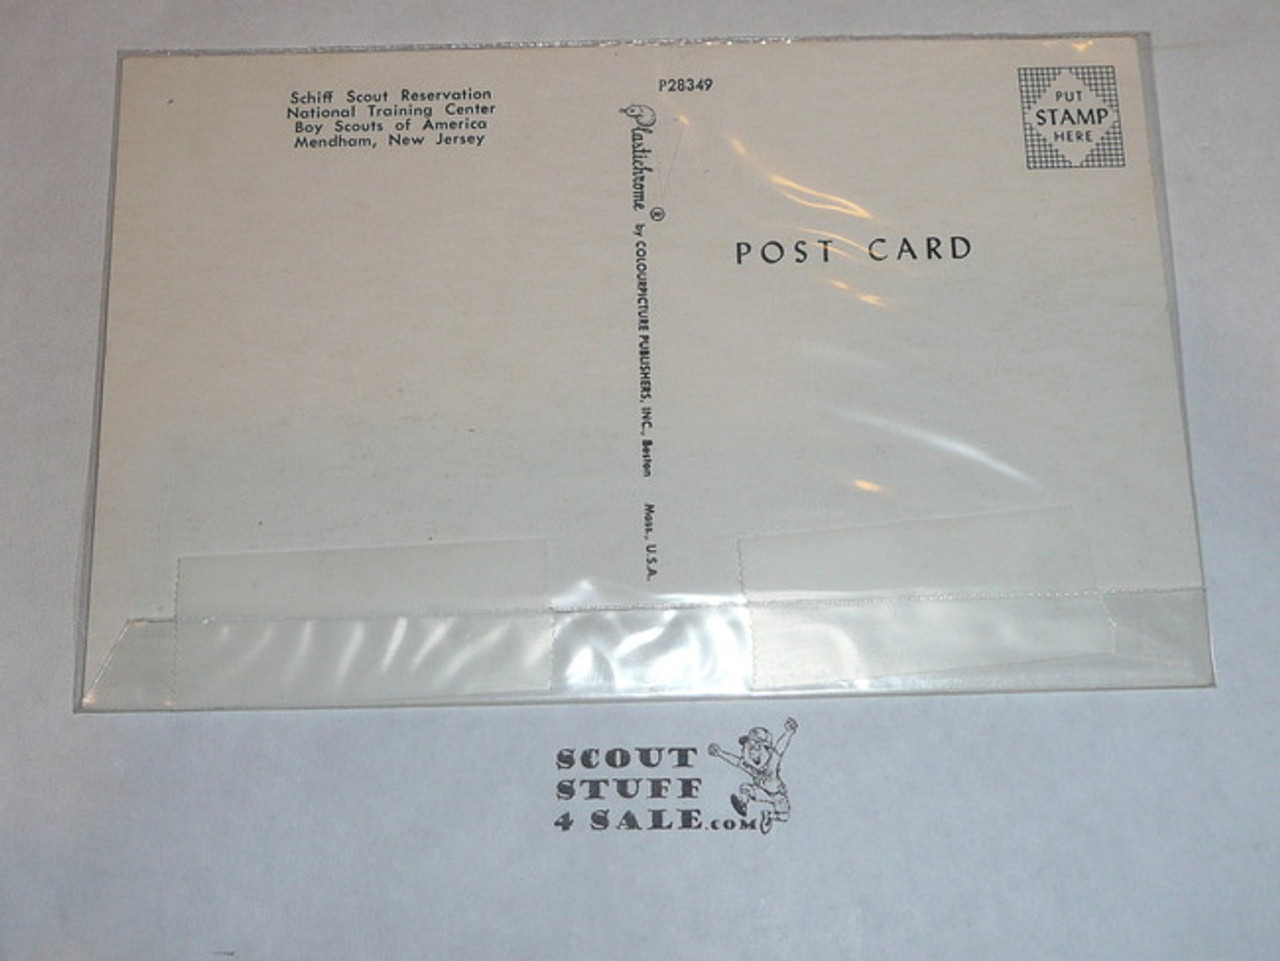 Schiff Scout Reservation
National Training Center
Boy Scouts of America
Mendham, New Jersey
P28349
Plastichrome ® by COLOURPICTURE PUBLISHERS, INC., Boston Mass., U.S.A.
PUT
STAMP
HERE
POST CARD
SCOUT
STUFF
4 SALE.COM